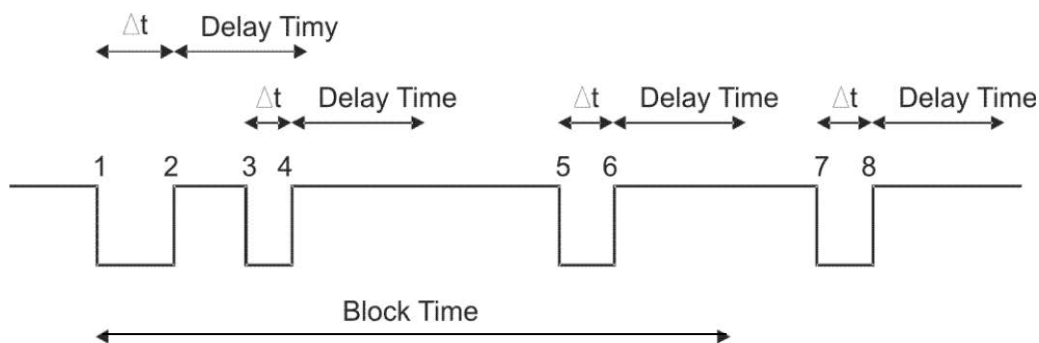 Δt Delay Timy
Δt Delay Time Δt Delay Time Δt Delay Time
1 2 3 4 5 6 7 8
Block Time